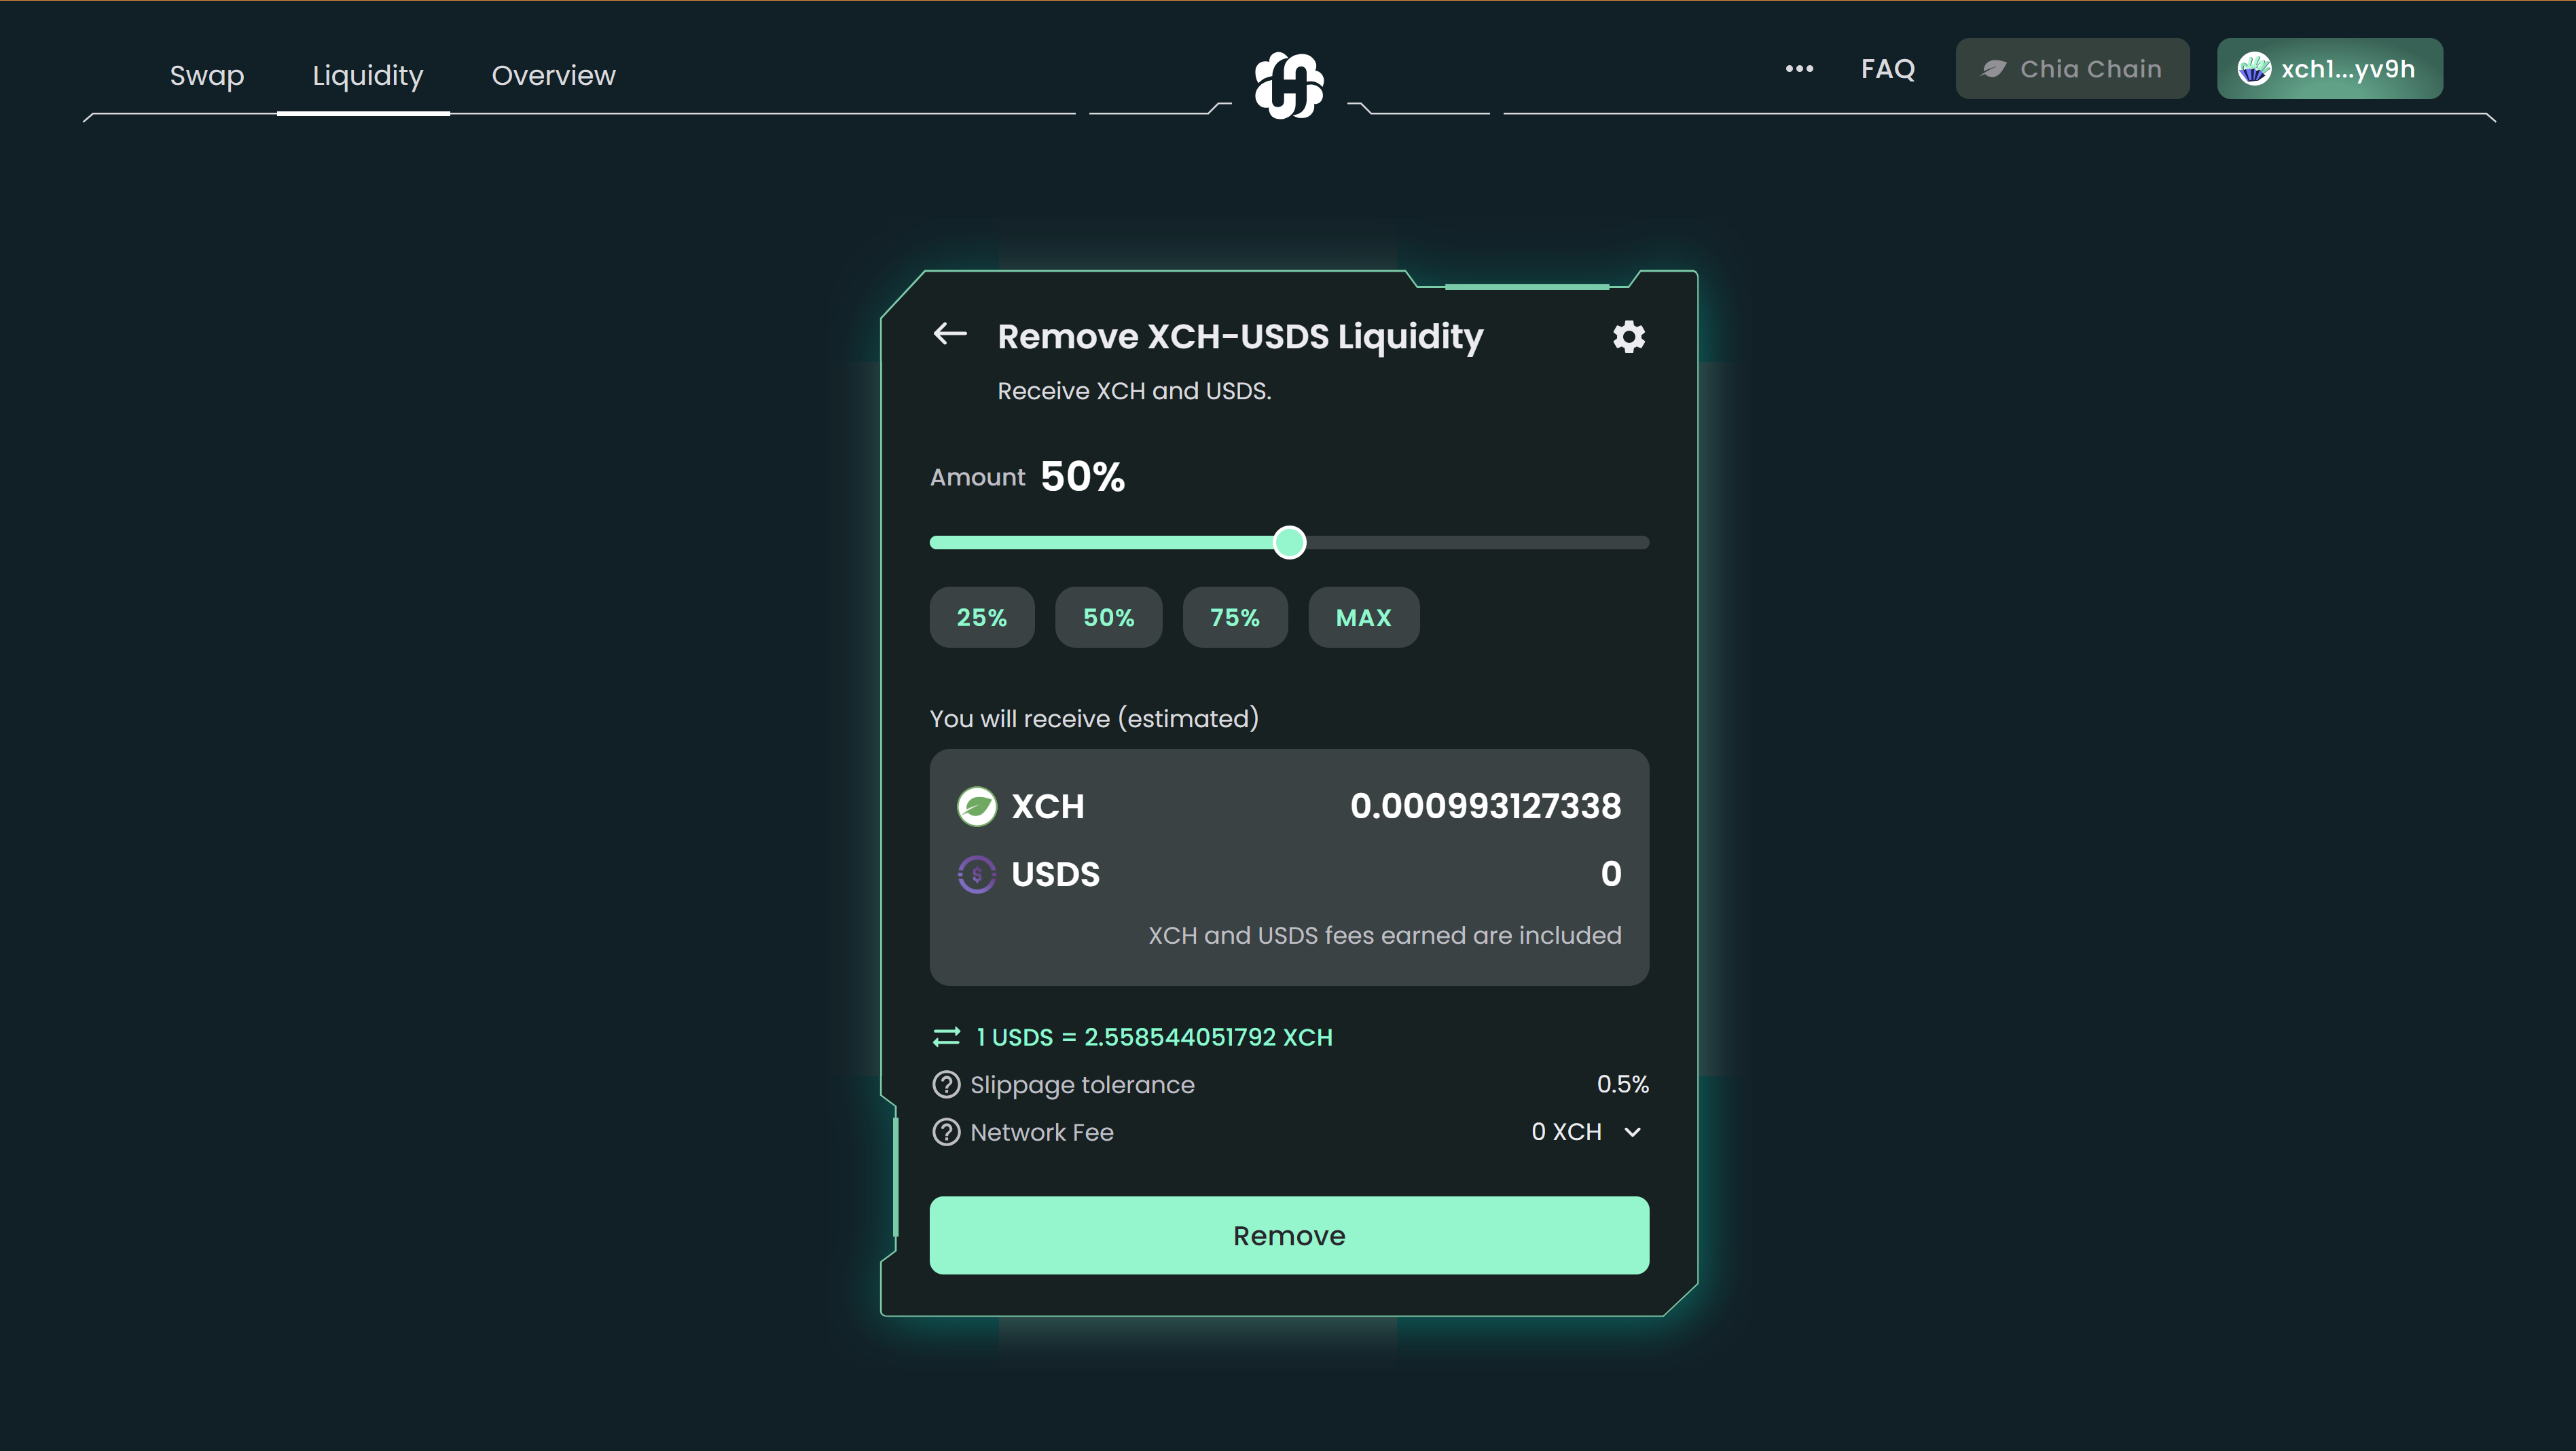 Swap Liquidity Overview ••• FAQ Chia Chain xch1...yv9h
Remove XCH-USDS Liquidity
Receive XCH and USDS.
Amount 50%
25% 50% 75% MAX
You will receive (estimated)
XCH 0.000993127338
$ USDS 0
XCH and USDS fees earned are included
1 USDS = 2.558544051792 XCH
? Slippage tolerance 0.5%
? Network Fee 0 XCH
Remove